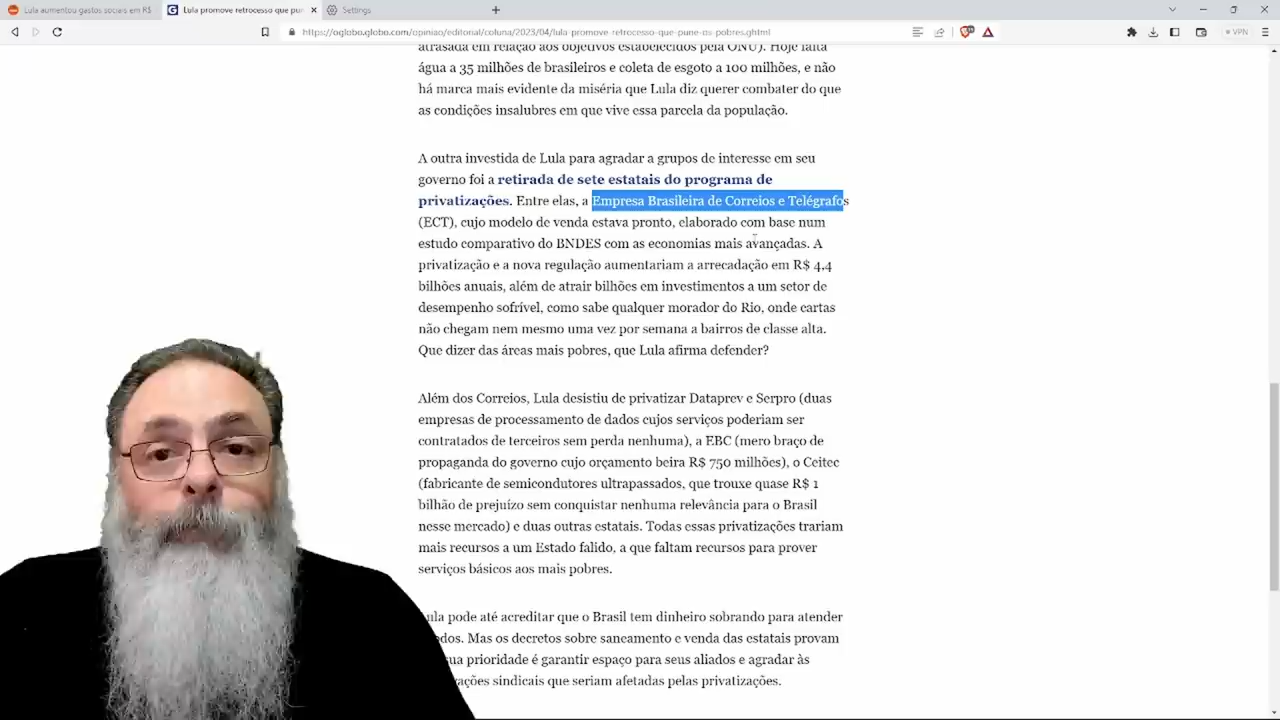 Lula aumentou gastos sociais em R$
Lula promove retrocesso que pun
Settings
https://oglobo.globo.com/opiniao/editorial/coluna/2023/04/lula-promove-retrocesso-que-pune-os-pobres.ghtml
VPN
atrasada em relação aos objetivos estabelecidos pela ONU). Hoje falta
água a 35 milhões de brasileiros e coleta de esgoto a 100 milhões, e não
há marca mais evidente da miséria que Lula diz querer combater do que
as condições insalubres em que vive essa parcela da população.
A outra investida de Lula para agradar a grupos de interesse em seu
governo foi a retirada de sete estatais do programa de
privatizações. Entre elas, a Empresa Brasileira de Correios e Telégrafos
(ECT), cujo modelo de venda estava pronto, elaborado com base num
estudo comparativo do BNDES com as economias mais avançadas. A
privatização e a nova regulação aumentariam a arrecadação em R$ 4,4
bilhões anuais, além de atrair bilhões em investimentos a um setor de
desempenho sofrível, como sabe qualquer morador do Rio, onde cartas
não chegam nem mesmo uma vez por semana a bairros de classe alta.
Que dizer das áreas mais pobres, que Lula afirma defender?
Além dos Correios, Lula desistiu de privatizar Dataprev e Serpro (duas
empresas de processamento de dados cujos serviços poderiam ser
contratados de terceiros sem perda nenhuma), a EBC (mero braço de
propaganda do governo cujo orçamento beira R$ 750 milhões), o Ceitec
(fabricante de semicondutores ultrapassados, que trouxe quase R$ 1
bilhão de prejuízo sem conquistar nenhuma relevância para o Brasil
nesse mercado) e duas outras estatais. Todas essas privatizações trariam
mais recursos a um Estado falido, a que faltam recursos para prover
serviços básicos aos mais pobres.
ula pode até acreditar que o Brasil tem dinheiro sobrando para atender
dos. Mas os decretos sobre saneamento e venda das estatais provam
sua prioridade é garantir espaço para seus aliados e agradar às
ações sindicais que seriam afetadas pelas privatizações.